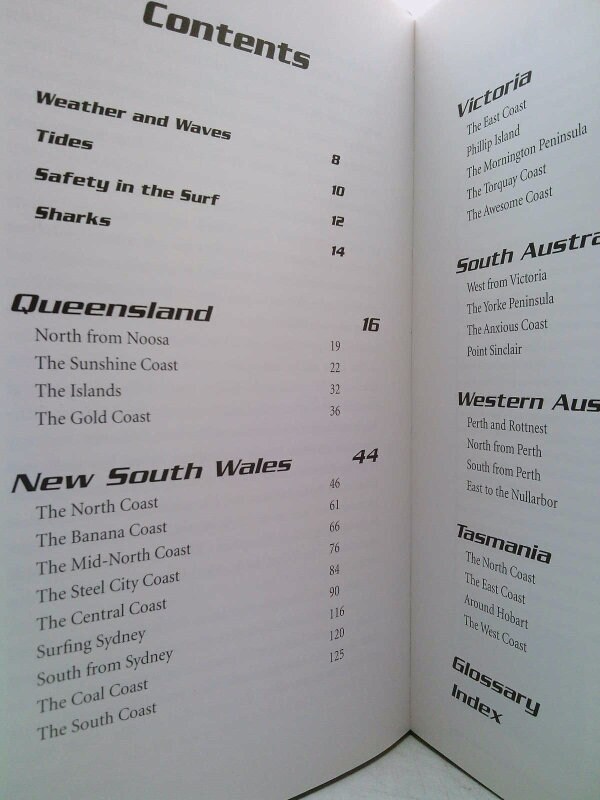 Contents
Weather and Waves 8
Tides 10
Safety in the Surf 12
Sharks 14
Queensland 16
North from Noosa 19
The Sunshine Coast 22
The Islands 32
The Gold Coast 36
New South Wales 44
The North Coast 46
The Banana Coast 61
The Mid-North Coast 66
The Steel City Coast 76
The Central Coast 84
Surfing Sydney 90
South from Sydney 116
The Coal Coast 120
The South Coast 125
Victoria
The East Coast
Phillip Island
The Mornington Peninsula
The Torquay Coast
The Awesome Coast
South Austra
West from Victoria
The Yorke Peninsula
The Anxious Coast
Point Sinclair
Western Aus
Perth and Rottnest
North from Perth
South from Perth
East to the Nullarbor
Tasmania
The North Coast
The East Coast
Around Hobart
The West Coast
Glossary
Index